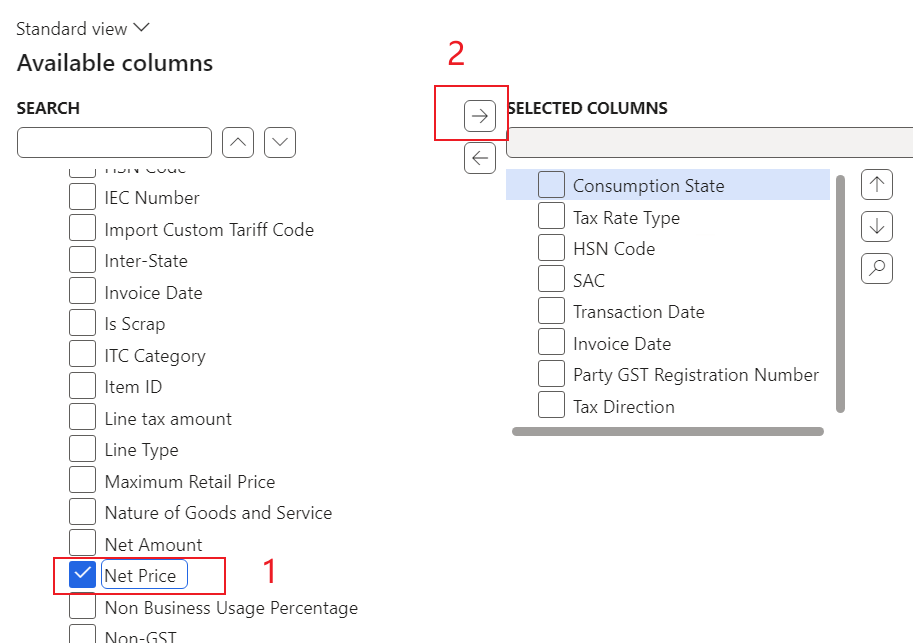 Standard view
Available columns
2
SEARCH
SELECTED COLUMNS
HSN Code
IEC Number
Import Custom Tariff Code
Inter-State
Invoice Date
Is Scrap
ITC Category
Item ID
Line tax amount
Line Type
Maximum Retail Price
Nature of Goods and Service
Net Amount
Net Price
1
Non Business Usage Percentage
Non-GST
Consumption State
Tax Rate Type
HSN Code
SAC
Transaction Date
Invoice Date
Party GST Registration Number
Tax Direction